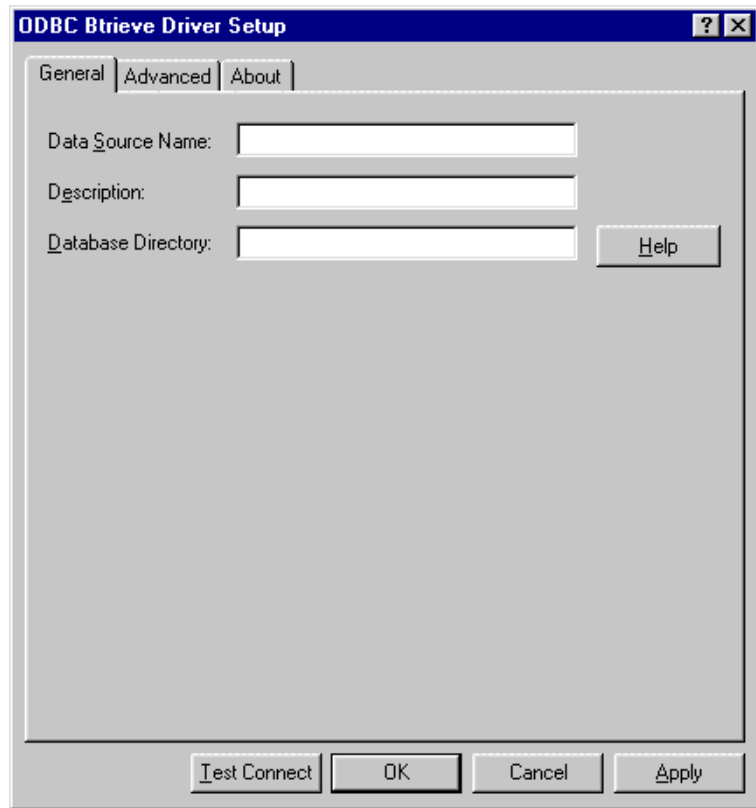 ODBC Btrieve Driver Setup ? X
General Advanced About
Data Source Name:
Description:
Database Directory:
Help
Test Connect OK Cancel Apply